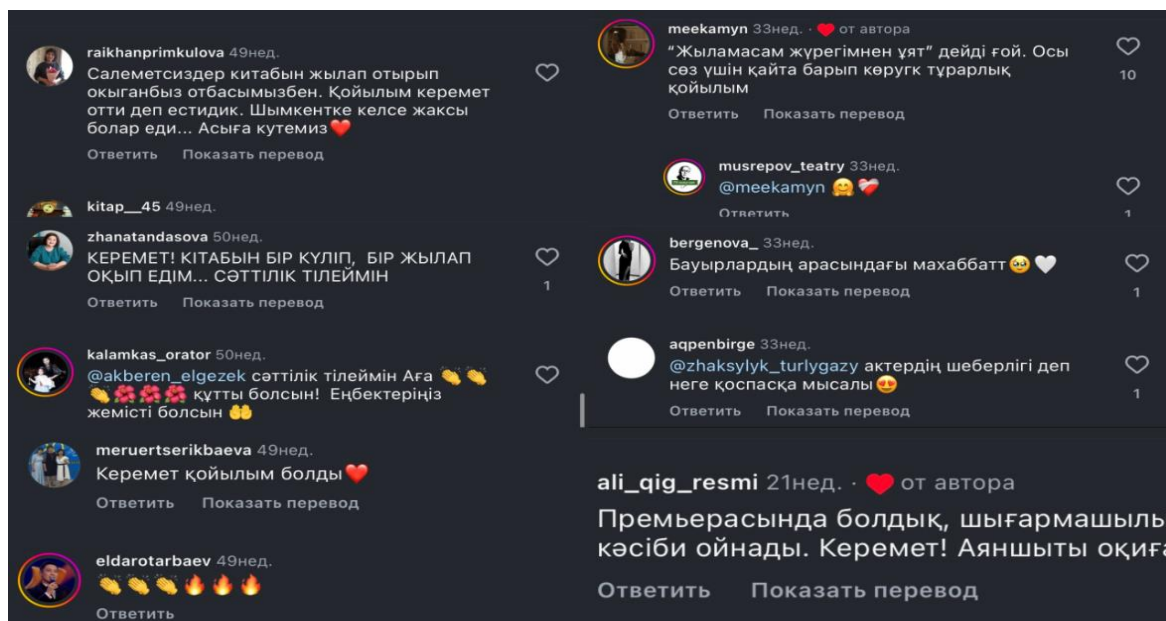 raikhanprimkulova 49нед.
Салеметсиздер китабын жылап отырып
окыганбыз отбасымызбен. Қойылым керемет
отти деп естидик. Шымкентке келсе жаксы
болар еди... Асыға кутемиз❤️
Ответить Показать перевод
kitap__45 49нед.
zhanatandasova 50нед.
КЕРЕМЕТ! КІТАБЫН БІР КҮЛІП, БІР ЖЫЛАП
ОҚЫП ЕДІМ... СӘТТІЛІК ТІЛЕЙМІН
1
Ответить Показать перевод
kalamkas_orator 50нед.
@akberen_elgezek сәттілік тілеймін Аға 👏👏
👏🌺🌺🌺 құтты болсын! Еңбектеріңіз
жемісті болсын 🤲
meruertserikbaeva 49нед.
Керемет қойылым болды❤️
Ответить Показать перевод
eldarotarbaev 49нед.
👏👏👏🔥🔥🔥
Ответить
meekamyn 33нед. · ❤️ от автора
“Жыламасам жүрегімнен ұят” дейді ғой. Осы
сөз үшін қайта барып көругк тұрарлық
қойылым
10
Ответить Показать перевод
musrepov_teatry 33нед.
@meekamyn 🤗❤️‍🩹
Ответить
1
bergenova_ 33нед.
Бауырлардың арасындағы махаббатт🥹🤍
Ответить Показать перевод
1
aqpenbirge 33нед.
@zhaksylyk_turlygazy актердің шеберлігі деп
неге қоспасқа мысалы😍
Ответить Показать перевод
1
ali_qig_resmi 21нед. · ❤️ от автора
Премьерасында болдық, шығармашылы
кәсіби ойнады. Керемет! Аяншыты оқиға
Ответить Показать перевод